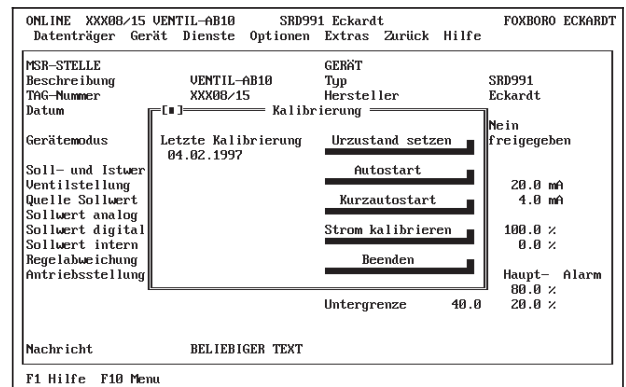 ONLINE XXX08/15 VENTIL-AB10 SRD991 Eckardt FOXBORO ECKARDT
Datenträger Gerät Dienste Optionen Extras Zurück Hilfe
MSR-STELLE GERÄT
Beschreibung VENTIL-AB10 Typ SRD991
TAG-Nummer XXX08/15 Hersteller Eckardt
Datum
[■] Kalibrierung
Nein
Gerätemodus Letzte Kalibrierung Urzustand setzen freigegeben
04.02.1997
Soll- und Istwer Autostart
Ventilstellung 20.0 mA
Quelle Sollwert Kurzautostart 4.0 mA
Sollwert analog
Sollwert digital Strom kalibrieren 100.0 %
Sollwert intern 0.0 %
Regelabweichung Beenden
Antriebsstellung Haupt- Alarm
80.0 %
Untergrenze 40.0 20.0 %
Nachricht BELIEBIGER TEXT
F1 Hilfe F10 Menu